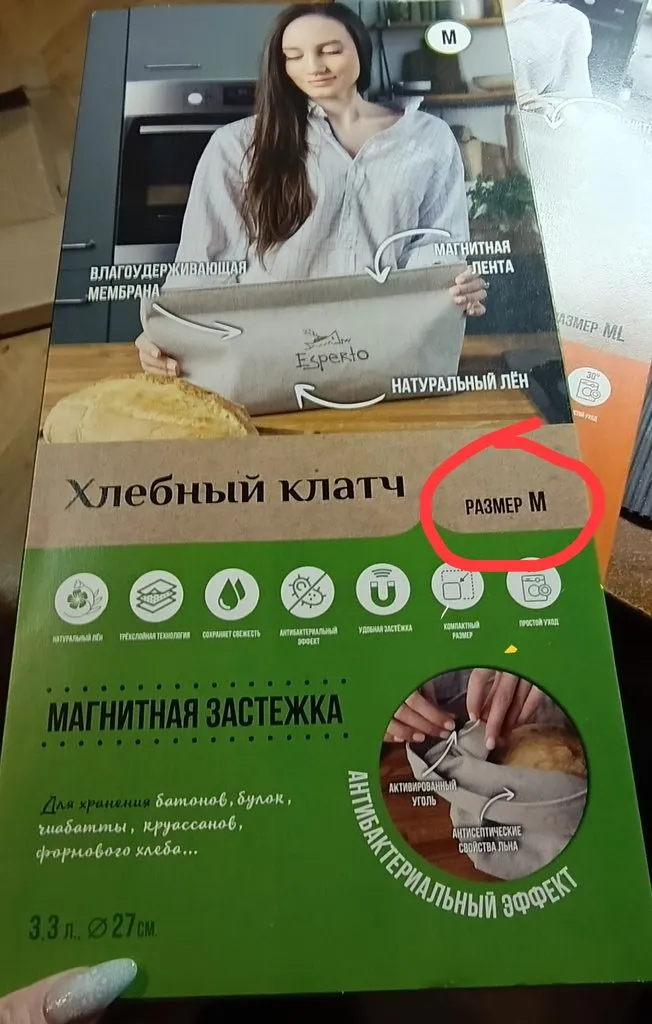 M
ВЛАГОУДЕРЖИВАЮЩАЯ
МЕМБРАНА
МАГНИТНАЯ
ЛЕНТА
Esperto
НАТУРАЛЬНЫЙ ЛЁН
РАЗМЕР ML
30°
Хлебный клатч
РАЗМЕР M
НАТУРАЛЬНЫЙ ЛЁН
ТРЁХСЛОЙНАЯ ТЕХНОЛОГИЯ
СОХРАНЯЕТ СВЕЖЕСТЬ
АНТИБАКТЕРИАЛЬНЫЙ
ЭФФЕКТ
УДОБНАЯ ЗАСТЁЖКА
КОМПАКТНЫЙ
РАЗМЕР
ПРОСТОЙ УХОД
МАГНИТНАЯ ЗАСТЕЖКА
Для хранения батонов, булок,
чиабатты, круассанов,
формового хлеба...
АКТИВИРОВАННЫЙ
УГОЛЬ
АНТИСЕПТИЧЕСКИЕ
СВОЙСТВА ЛЬНА
АНТИБАКТЕРИАЛЬНЫЙ ЭФФЕКТ
3,3 л., ⌀ 27 см.